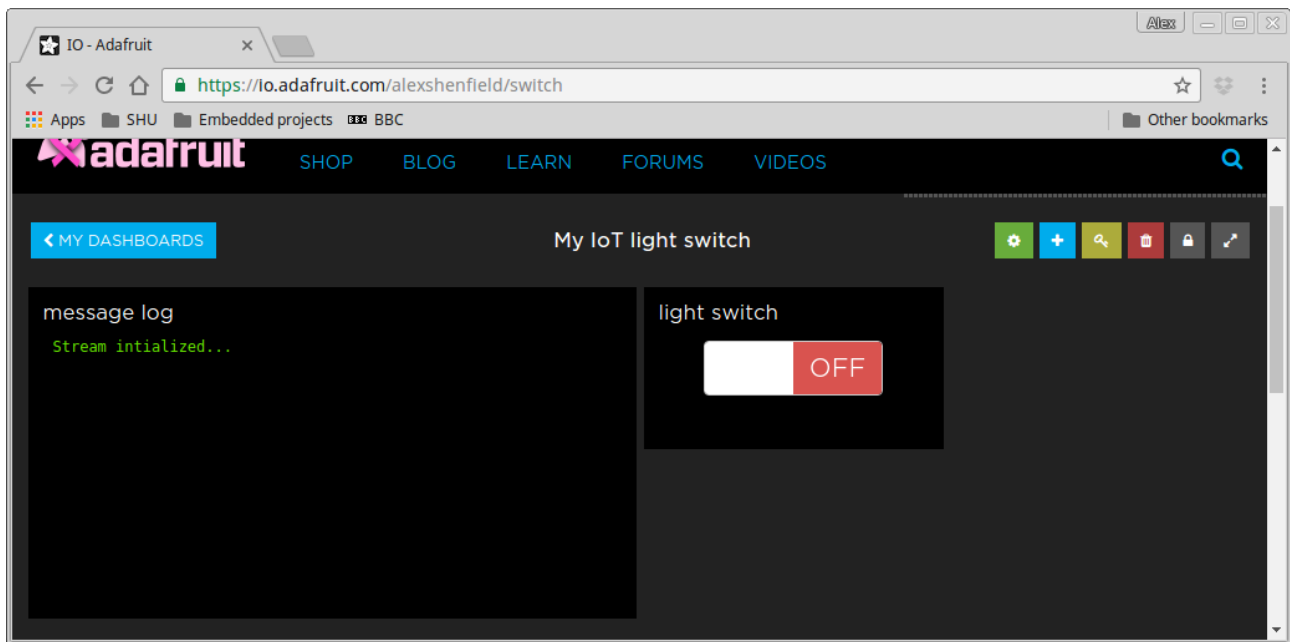 Alex
IO - Adafruit
https://io.adafruit.com/alexshenfield/switch
Apps SHU Embedded projects BBC BBC Other bookmarks
adafruit SHOP BLOG LEARN FORUMS VIDEOS
MY DASHBOARDS My IoT light switch
message log light switch
Stream intialized...
OFF